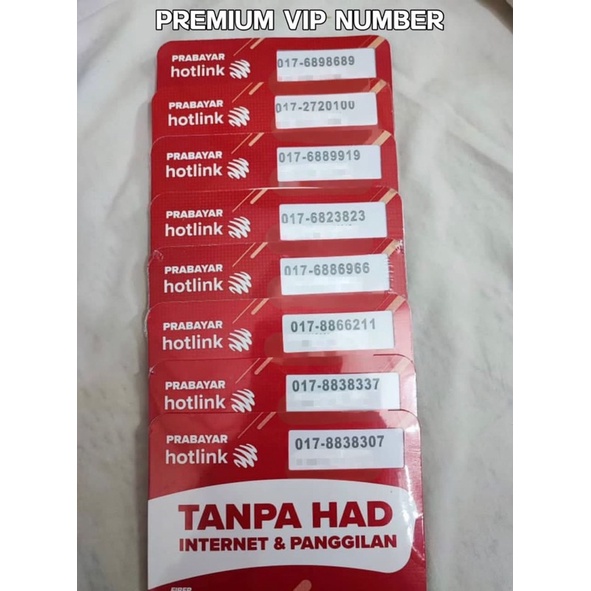 PREMIUM VIP NUMBER
PRABAYAR
hotlink
017-6898689
PRABAYAR
hotlink
017-2720100
PRABAYAR
hotlink
017-6889919
PRABAYAR
hotlink
017-6823823
PRABAYAR
hotlink
017-6886966
PRABAYAR
hotlink
017-8866211
PRABAYAR
hotlink
017-8838337
PRABAYAR
hotlink
017-8838307
TANPA HAD
INTERNET & PANGGILAN
FIBER